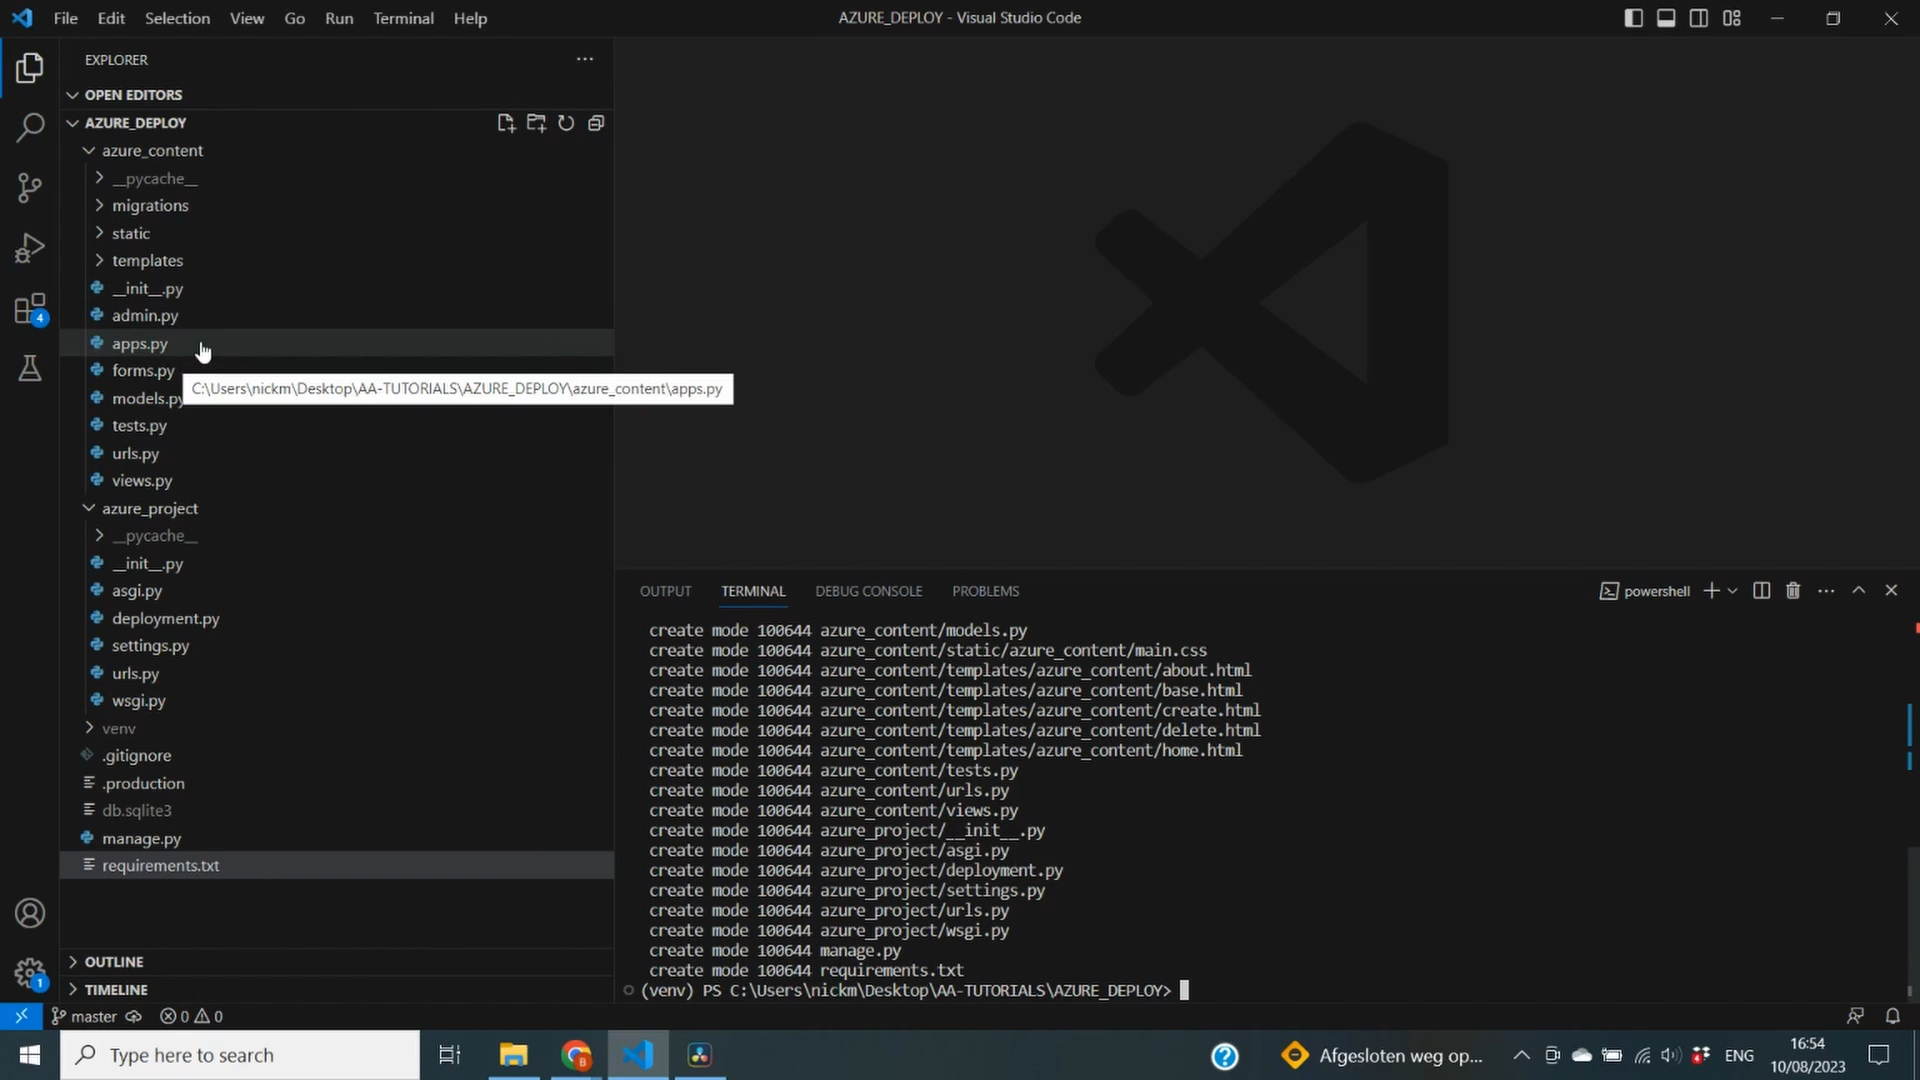 File Edit Selection View Go Run Terminal Help
AZURE_DEPLOY - Visual Studio Code
EXPLORER
OPEN EDITORS
AZURE_DEPLOY
azure_content
__pycache__
migrations
static
templates
__init__.py
admin.py
apps.py
forms.py
C:\Users\nickm\Desktop\AA-TUTORIALS\AZURE_DEPLOY\azure_content\apps.py
models.py
tests.py
urls.py
views.py
azure_project
__pycache__
__init__.py
asgi.py
deployment.py
settings.py
urls.py
wsgi.py
venv
.gitignore
.production
db.sqlite3
manage.py
requirements.txt
OUTLINE
TIMELINE
4
1
OUTPUT TERMINAL DEBUG CONSOLE PROBLEMS
powershell
create mode 100644 azure_content/models.py
create mode 100644 azure_content/static/azure_content/main.css
create mode 100644 azure_content/templates/azure_content/about.html
create mode 100644 azure_content/templates/azure_content/base.html
create mode 100644 azure_content/templates/azure_content/create.html
create mode 100644 azure_content/templates/azure_content/delete.html
create mode 100644 azure_content/templates/azure_content/home.html
create mode 100644 azure_content/tests.py
create mode 100644 azure_content/urls.py
create mode 100644 azure_content/views.py
create mode 100644 azure_project/__init__.py
create mode 100644 azure_project/asgi.py
create mode 100644 azure_project/deployment.py
create mode 100644 azure_project/settings.py
create mode 100644 azure_project/urls.py
create mode 100644 azure_project/wsgi.py
create mode 100644 manage.py
create mode 100644 requirements.txt
(venv) PS C:\Users\nickm\Desktop\AA-TUTORIALS\AZURE_DEPLOY>
master 0 0
Type here to search
Afgesloten weg op...
ENG
16:54
10/08/2023